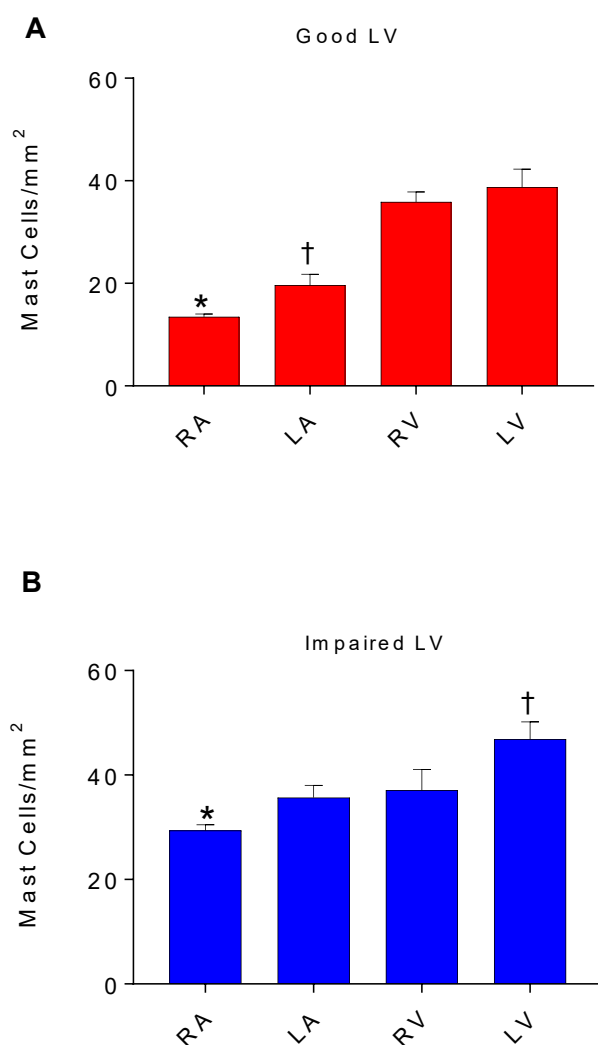 A
Good LV
60
40
20
0
Mast Cells/mm²
*
†
RA
LA
RV
LV
B
Impaired LV
60
40
20
0
Mast Cells/mm²
*
†
RA
LA
RV
LV